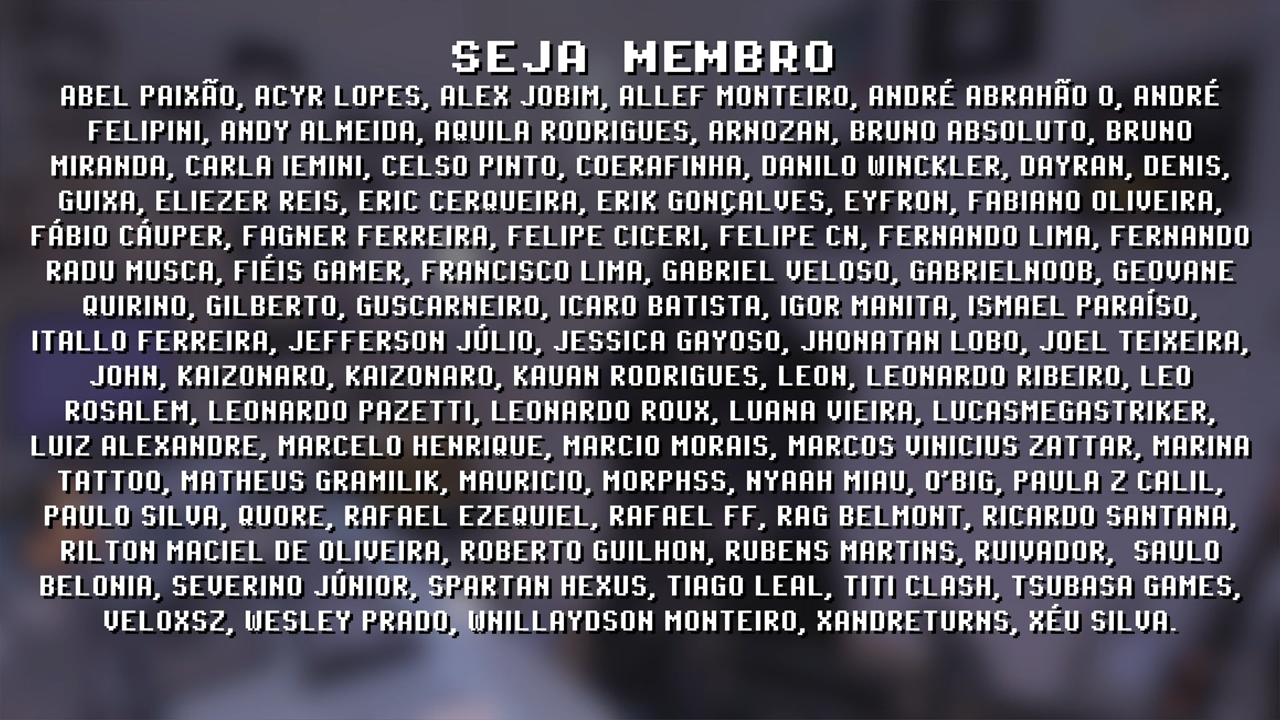 SEJA MEMBRO
ABEL PAIXÃO, ACYR LOPES, ALEX JOBIM, ALLEF MONTEIRO, ANDRÉ ABRAHÃO O, ANDRÉ
FELIPINI, ANDY ALMEIDA, AQUILA RODRIGUES, ARNOZAN, BRUNO ABSOLUTO, BRUNO
MIRANDA, CARLA IEMINI, CELSO PINTO, COERAFINHA, DANILO WINCKLER, DAYRAN, DENIS,
GUIXA, ELIEZER REIS, ERIC CERQUEIRA, ERIK GONÇALVES, EYFRON, FABIANO OLIVEIRA,
FÁBIO CÁUPER, FAGNER FERREIRA, FELIPE CICERI, FELIPE CN, FERNANDO LIMA, FERNANDO
RADU MUSCA, FIÉIS GAMER, FRANCISCO LIMA, GABRIEL VELOSO, GABRIELNOOB, GEOVANE
QUIRINO, GILBERTO, GUSCARNEIRO, ICARO BATISTA, IGOR MANITA, ISMAEL PARAÍSO,
ITALLO FERREIRA, JEFFERSON JÚLIO, JESSICA GAYOSO, JHONATAN LOBO, JOEL TEIXEIRA,
JOHN, KAIZONARO, KAIZONARO, KAUAN RODRIGUES, LEON, LEONARDO RIBEIRO, LEO
ROSALEM, LEONARDO PAZETTI, LEONARDO ROUX, LUANA VIEIRA, LUCASMEGASTRIKER,
LUIZ ALEXANDRE, MARCELO HENRIQUE, MARCIO MORAIS, MARCOS VINICIUS ZATTAR, MARINA
TATTOO, MATHEUS GRAMILIK, MAURICIO, MORPHSS, NYAAH MIAU, O'BIG, PAULA Z CALIL,
PAULO SILVA, QUORE, RAFAEL EZEQUIEL, RAFAEL FF, RAG BELMONT, RICARDO SANTANA,
RILTON MACIEL DE OLIVEIRA, ROBERTO GUILHON, RUBENS MARTINS, RUIVADOR, SAULO
BELONIA, SEVERINO JÚNIOR, SPARTAN HEXUS, TIAGO LEAL, TITI CLASH, TSUBASA GAMES,
VELOXSZ, WESLEY PRADO, WHILLAYDSON MONTEIRO, XANDRETURNS, XÉU SILVA.